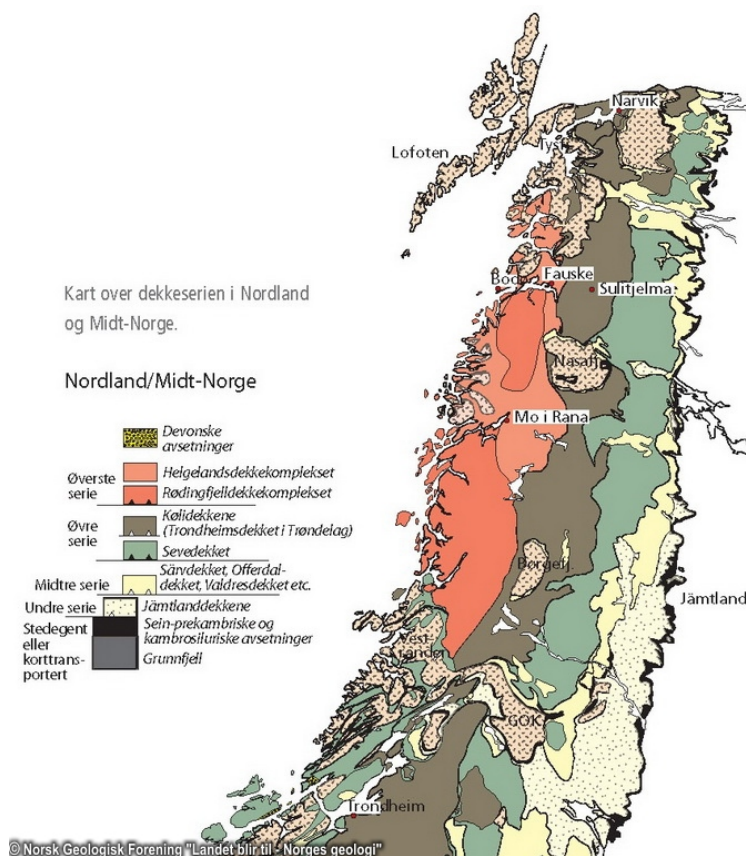 Narvik
Tysf
Lofoten
Fauske
Bodø
Sulitjelma
Kart over dekkeserien i Nordland
og Midt-Norge.
Nasafj.
Nordland/Midt-Norge
Mo i Rana
Devonske
avsetninger
Øverste
serie
Helgelandsdekkekomplekset
Rødingfjelldekkekomplekset
Øvre
serie
Kølidekkene
(Trondheimsdekket i Trøndelag)
Sevedekket
Midtre serie
Särvdekket, Offerdal-
dekket, Valdresdekket etc.
Undre serie
Jämtlanddekkene
Stedegent
eller
korttrans-
portert
Sein-prekambriske og
kambrosiluriske avsetninger
Grunnfjell
Børgefj.
Jämtland
Vest-
randen
GOK
Trondheim
© Norsk Geologisk Forening "Landet blir til - Norges geologi"